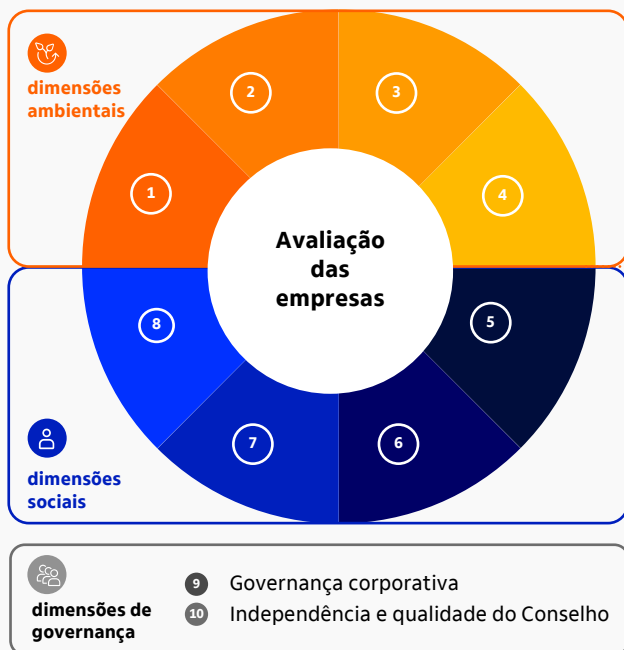 dimensões
ambientais
1
2
3
4
Avaliação
das
empresas
5
6
7
8
dimensões
sociais
dimensões de
governança
9 Governança corporativa
10 Independência e qualidade do Conselho